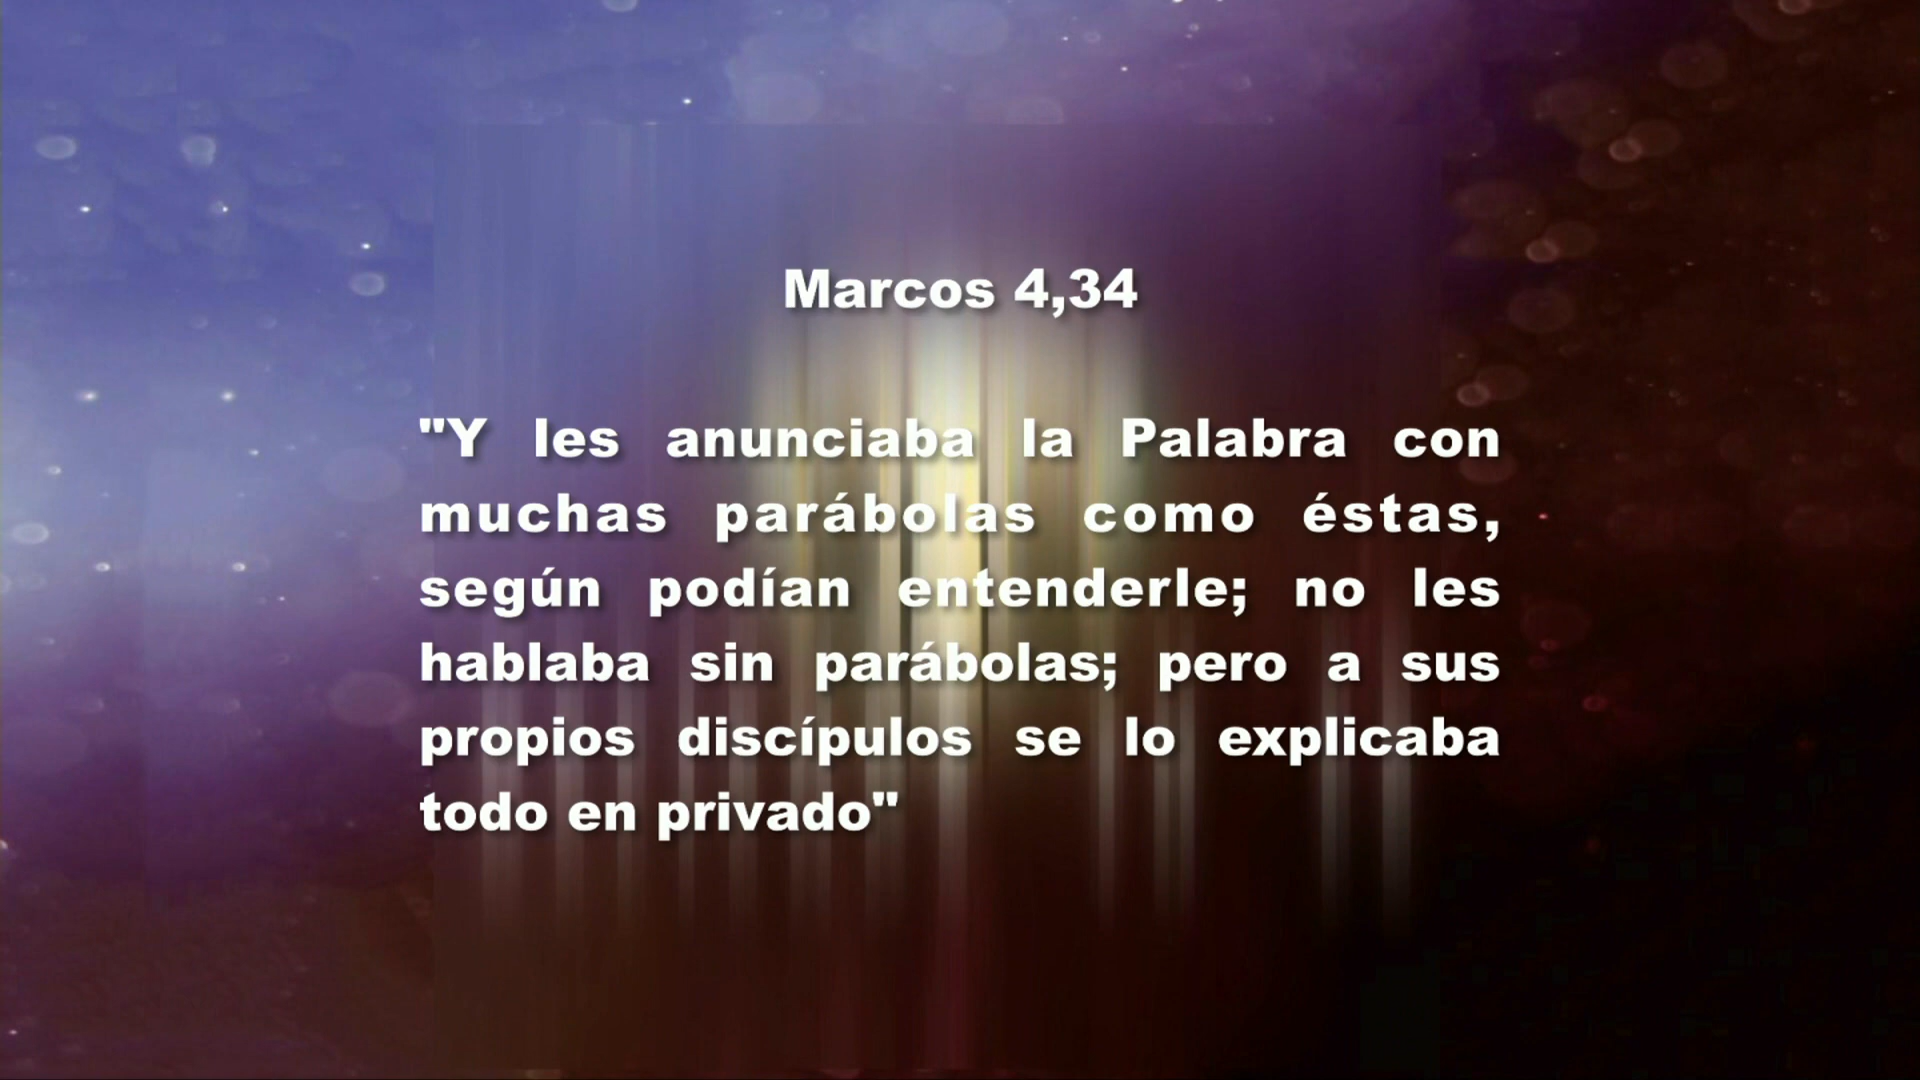 Marcos 4,34
"Y les anunciaba la Palabra con
muchas parábolas como éstas,
según podían entenderle; no les
hablaba sin parábolas; pero a sus
propios discípulos se lo explicaba
todo en privado"